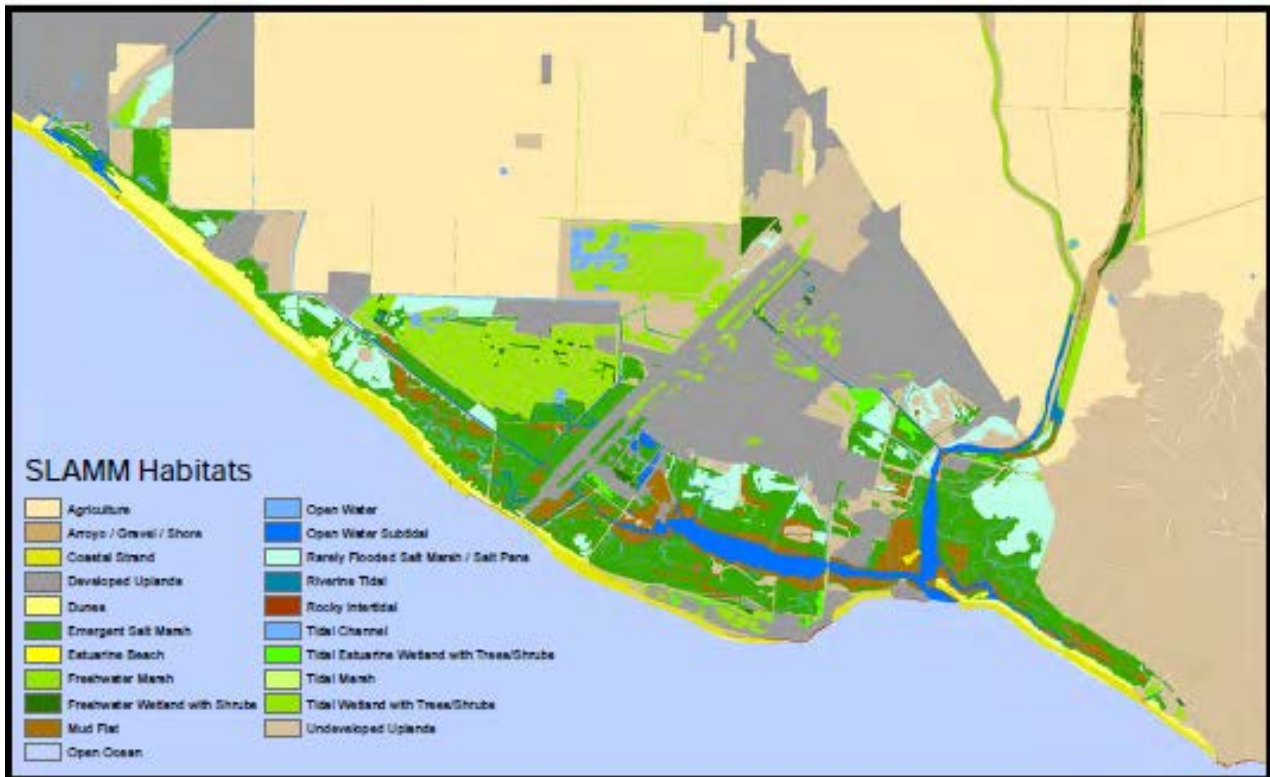 SLAMM Habitats
Agriculture
Arroyo / Gravel / Shore
Coastal Strand
Developed Uplands
Dunes
Emergent Salt Marsh
Estuarine Beach
Freshwater Marsh
Freshwater Wetland with Shrubs
Mud Flat
Open Ocean
Open Water
Open Water Subtidal
Rarely Flooded Salt Marsh / Salt Pans
Riverine Tidal
Rocky Intertidal
Tidal Channel
Tidal Estuarine Wetland with Trees/Shrubs
Tidal Marsh
Tidal Wetland with Trees/Shrubs
Undeveloped Uplands